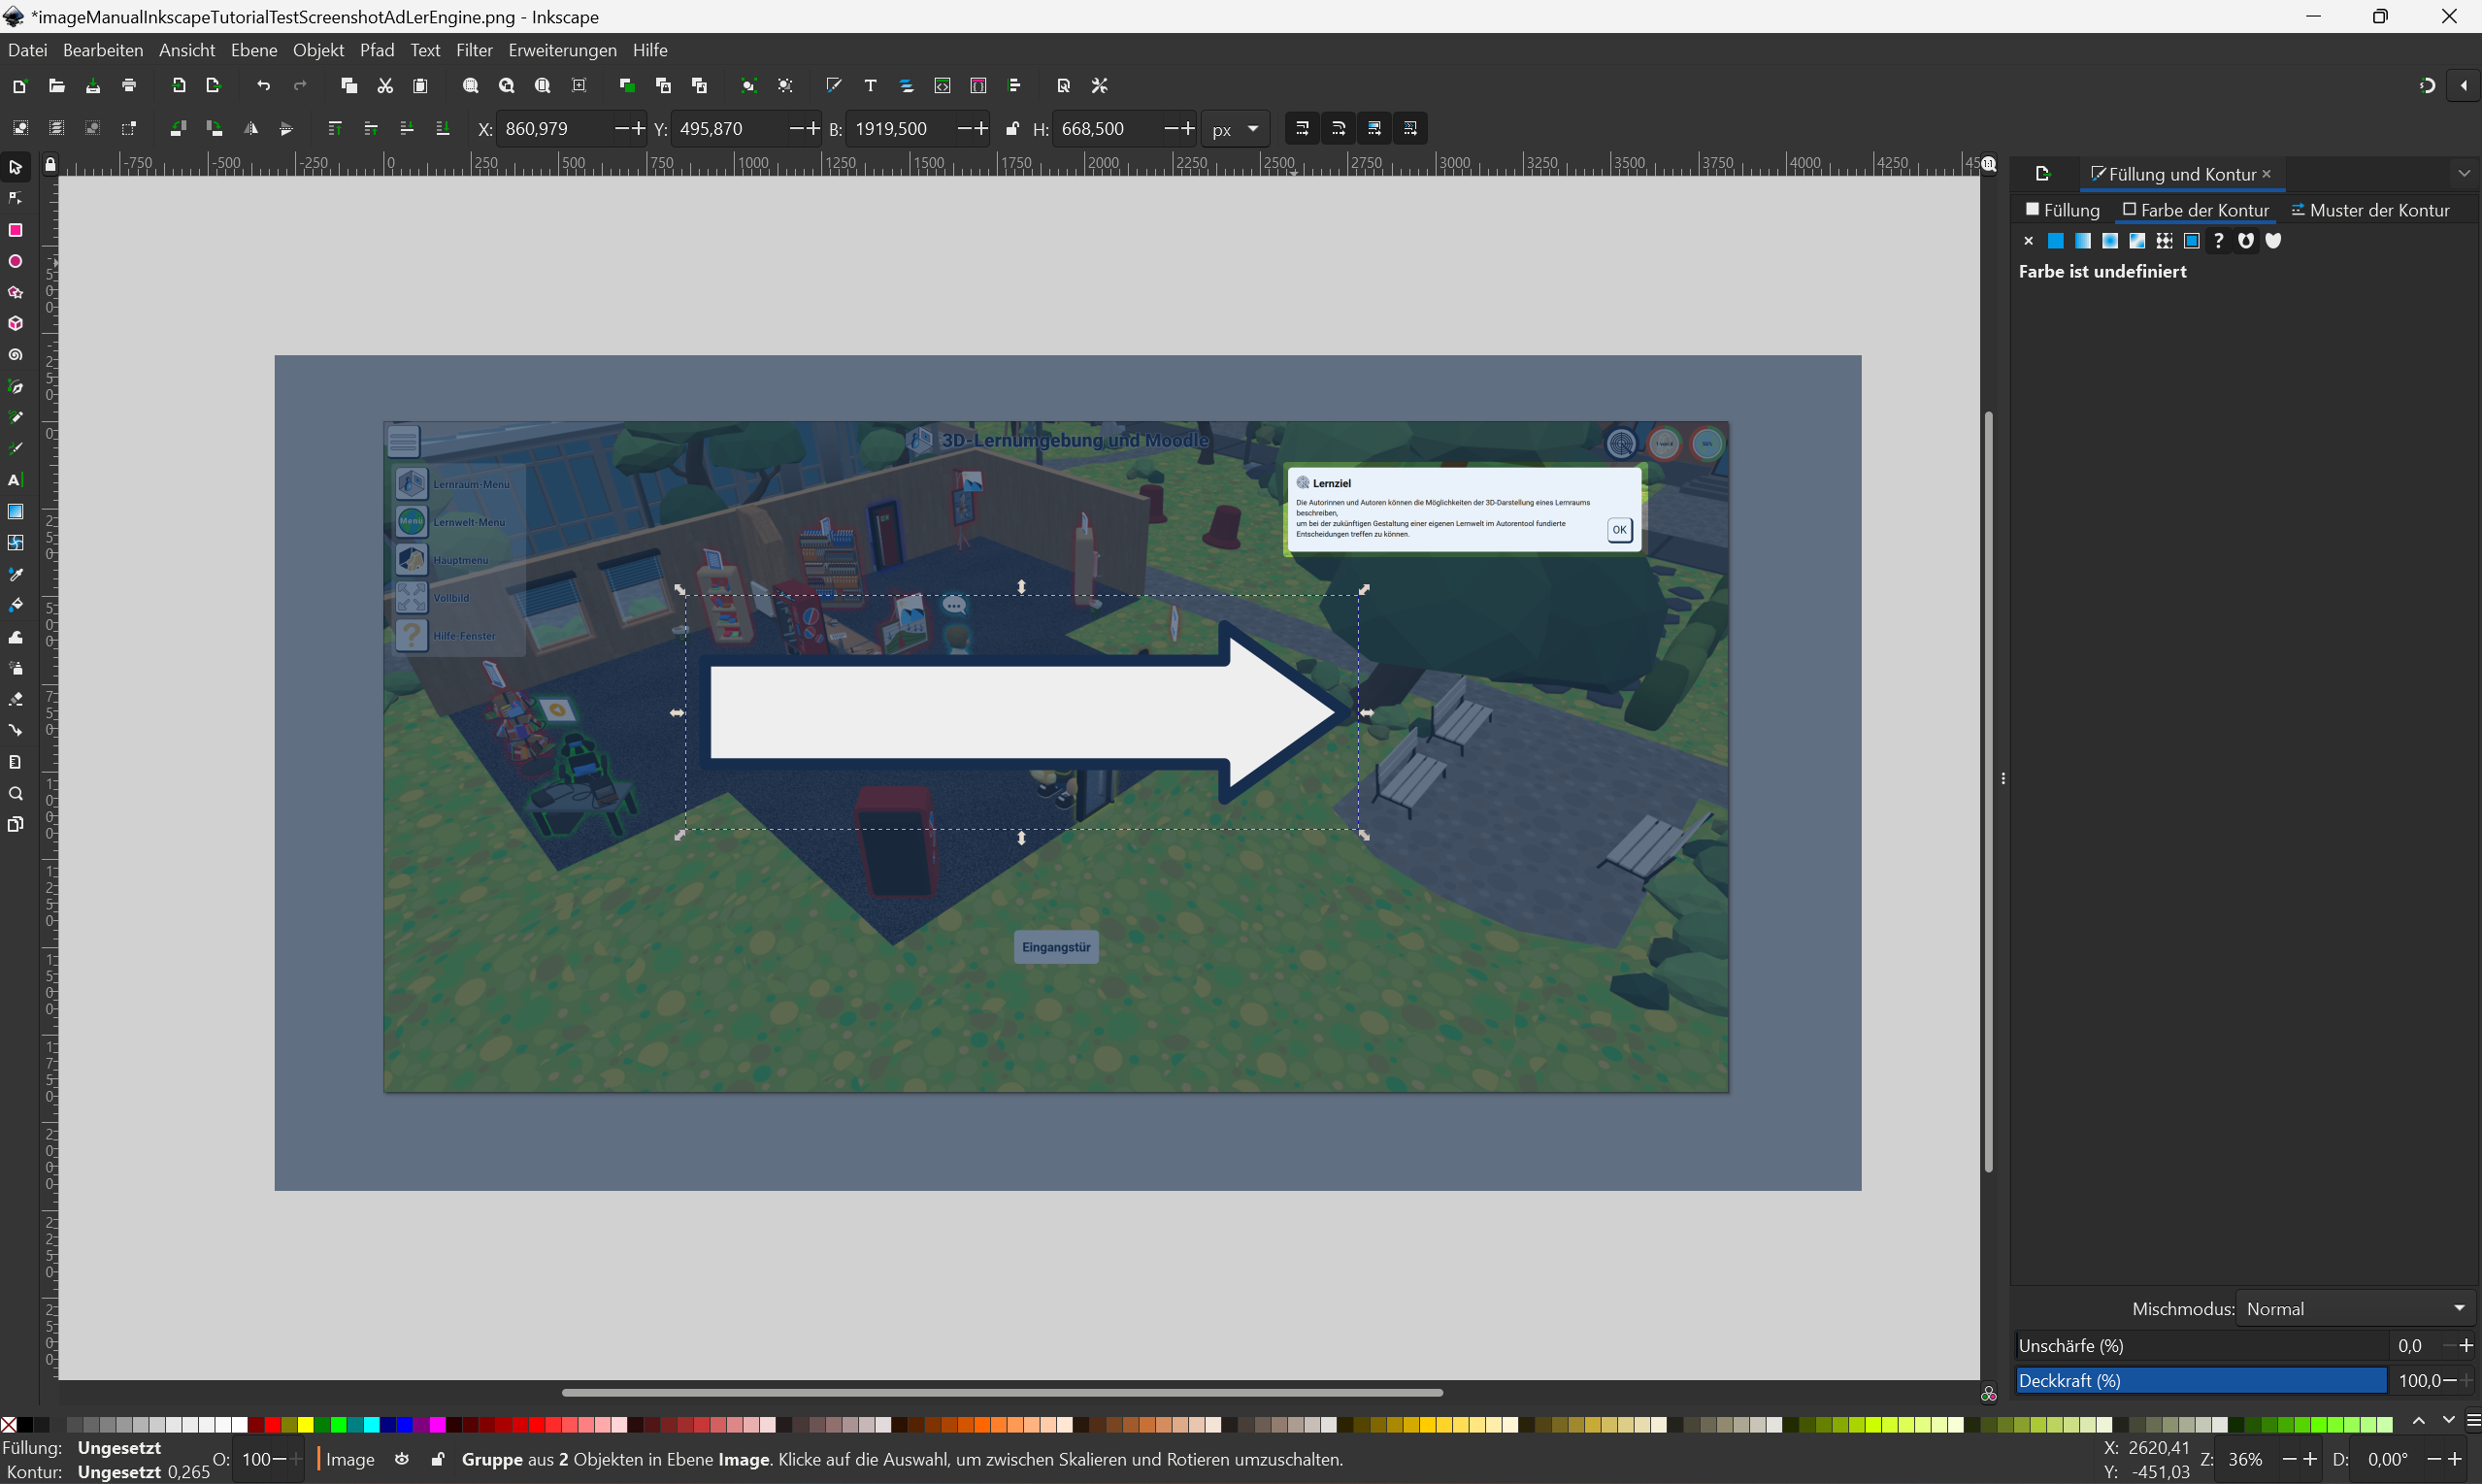 *imageManualInkscapeTutorialTestScreenshotAdLerEngine.png - Inkscape
Datei Bearbeiten Ansicht Ebene Objekt Pfad Text Filter Erweiterungen Hilfe
X: 860,979 Y: 495,870 B: 1919,500 H: 668,500 px
-750 -500 -250 0 250 500 750 1000 1250 1500 1750 2000 2250 2500 2750 3000 3250 3500 3750 4000 4250
Füllung und Kontur
Füllung Farbe der Kontur Muster der Kontur
Farbe ist undefiniert
3D-Lernumgebung und Moodle
Lernraum-Menu
Menu Lernwelt-Menu
Hauptmenu
Vollbild
Hilfe-Fenster
Lernziel
Die Autorinnen und Autoren können die Möglichkeiten der 3D-Darstellung eines Lernraums
beschreiben,
um bei der zukünftigen Gestaltung einer eigenen Lernwelt im Autorentool fundierte
Entscheidungen treffen zu können.
OK
Eingangstür
Mischmodus: Normal
Unschärfe (%) 0,0
Deckkraft (%) 100,0
Füllung: Ungesetzt
Kontur: Ungesetzt 0,265
O: 100 Image Gruppe aus 2 Objekten in Ebene Image. Klicke auf die Auswahl, um zwischen Skalieren und Rotieren umzuschalten.
X: 2620,41
Y: -451,03
Z: 36% D: 0,00°